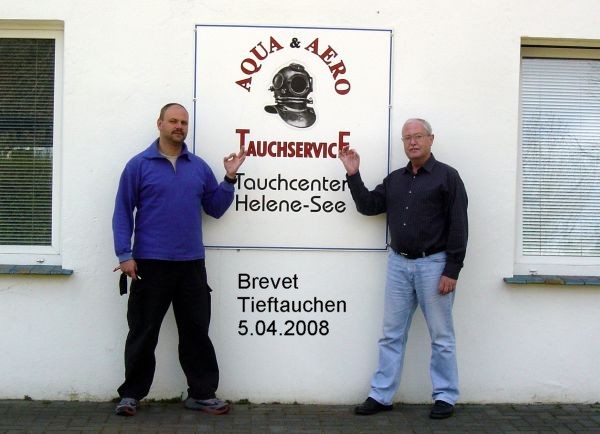 AQUA & AERO
TAUCHSERVICE
Tauchcenter
Helene-See
Brevet
Tieftauchen
5.04.2008